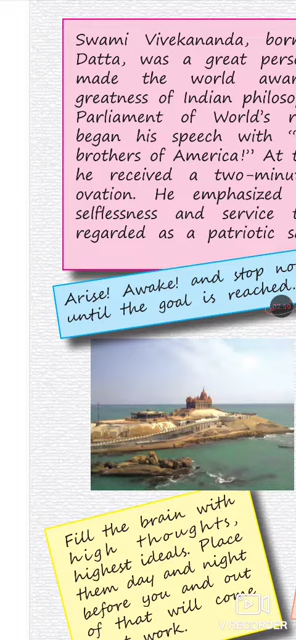 Swami Vivekananda, born
Datta, was a great pers
made the world awar
greatness of Indian philoso
Parliament of World's r
began his speech with "
brothers of America!" At t
he received a two-minut
ovation. He emphasized
selflessness and service t
regarded as a patriotic sa
Arise! Awake! and stop no
until the goal is reached.
Fill the brain with
high thoughts,
highest ideals. Place
them day and night
before you and out
of that will come
work.
V RECORDER